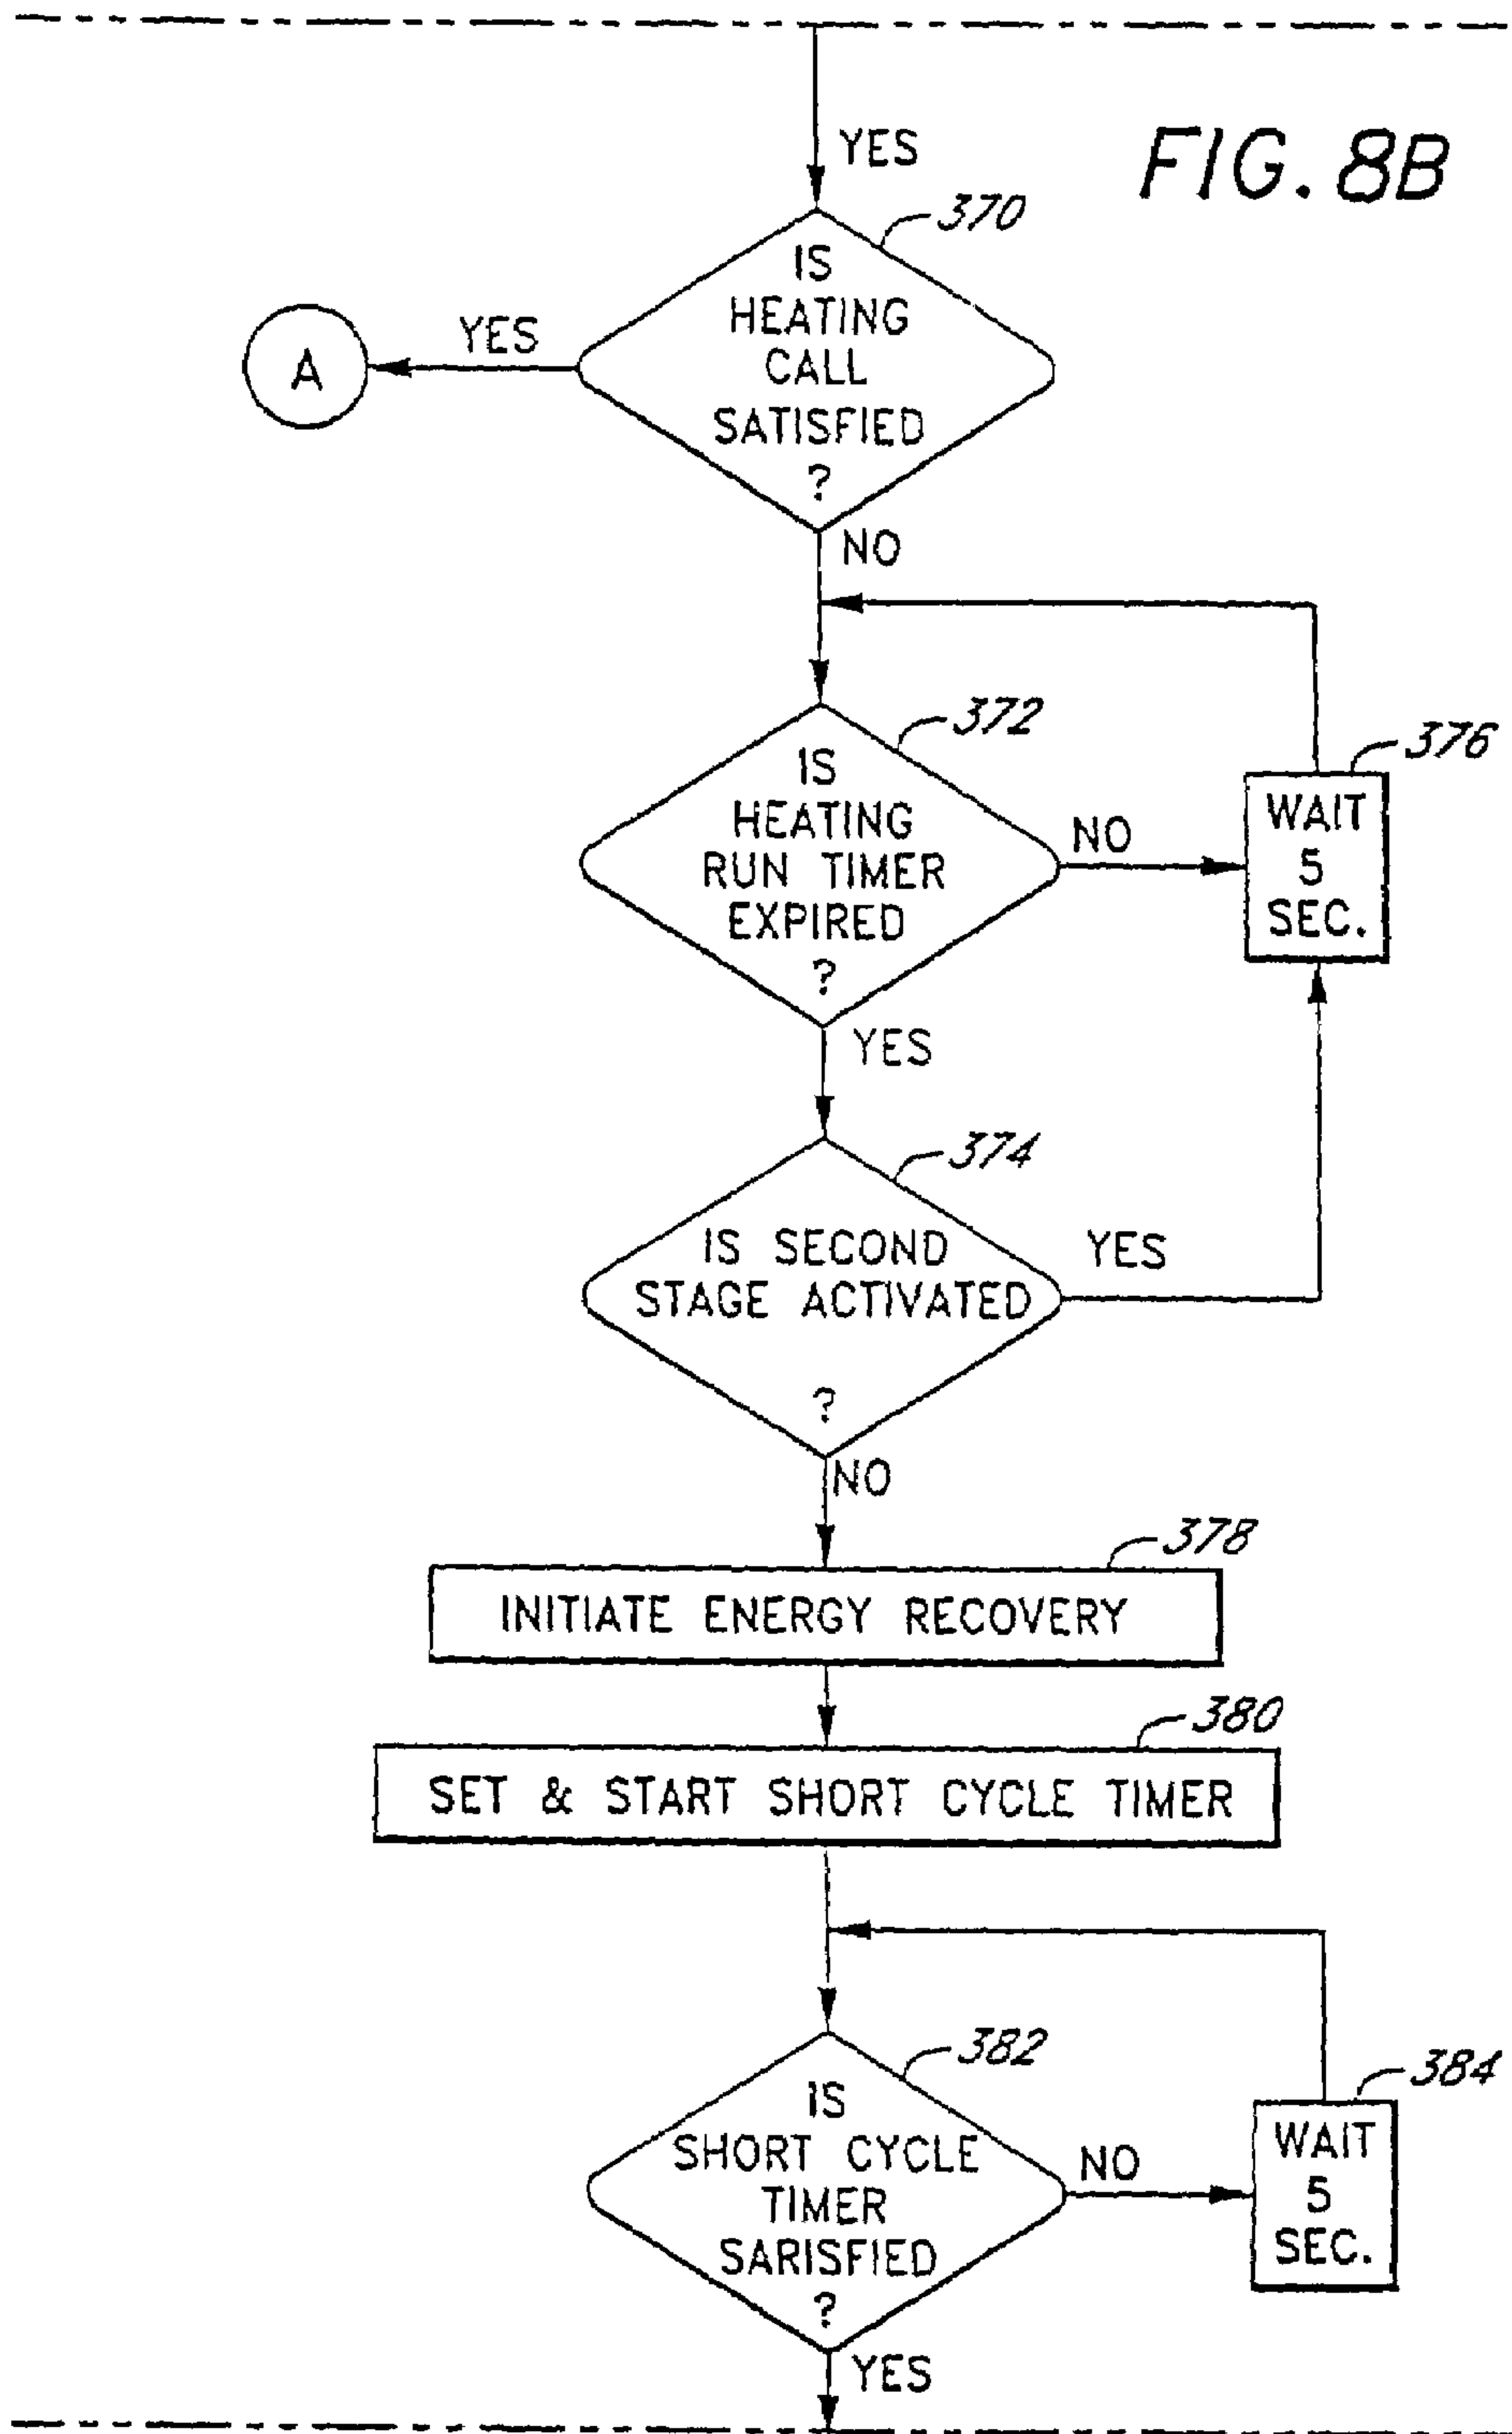 FIG. 8B
YES
370
IS
HEATING
CALL
SATISFIED
?
YES
A
NO
372
IS
HEATING
RUN TIMER
EXPIRED
?
NO
376
WAIT
5
SEC.
YES
374
IS SECOND
STAGE ACTIVATED
?
YES
NO
378
INITIATE ENERGY RECOVERY
380
SET & START SHORT CYCLE TIMER
382
IS
SHORT CYCLE
TIMER
SARISFIED
?
NO
384
WAIT
5
SEC.
YES